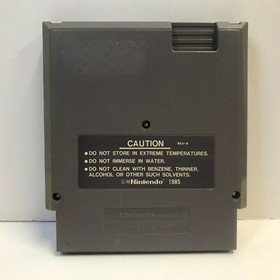 CAUTION
REV-A
•DO NOT STORE IN EXTREME TEMPERATURES.
•DO NOT IMMERSE IN WATER.
•DO NOT CLEAN WITH BENZENE, THINNER,
ALCOHOL OR OTHER SUCH SOLVENTS.
©Nintendo® 1985